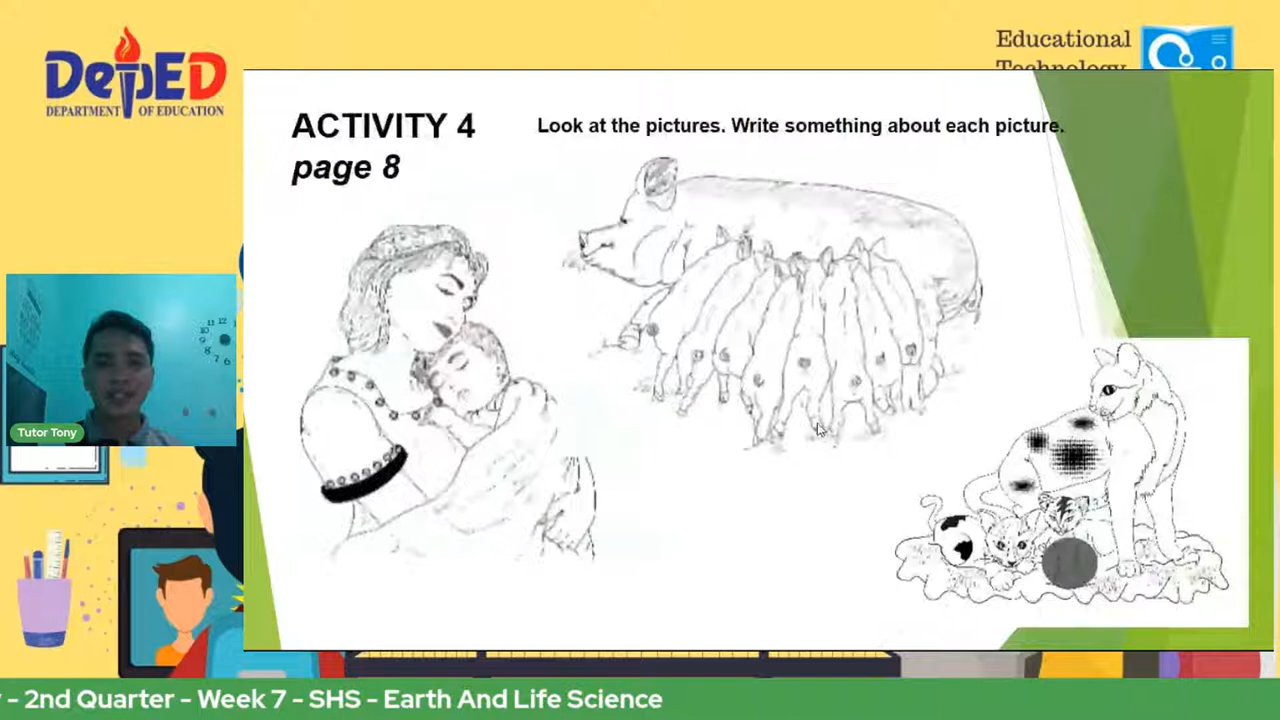 DepED
DEPARTMENT OF EDUCATION
Educational
Technology
ACTIVITY 4
page 8
Look at the pictures. Write something about each picture.
Tutor Tony
- 2nd Quarter - Week 7 - SHS - Earth And Life Science